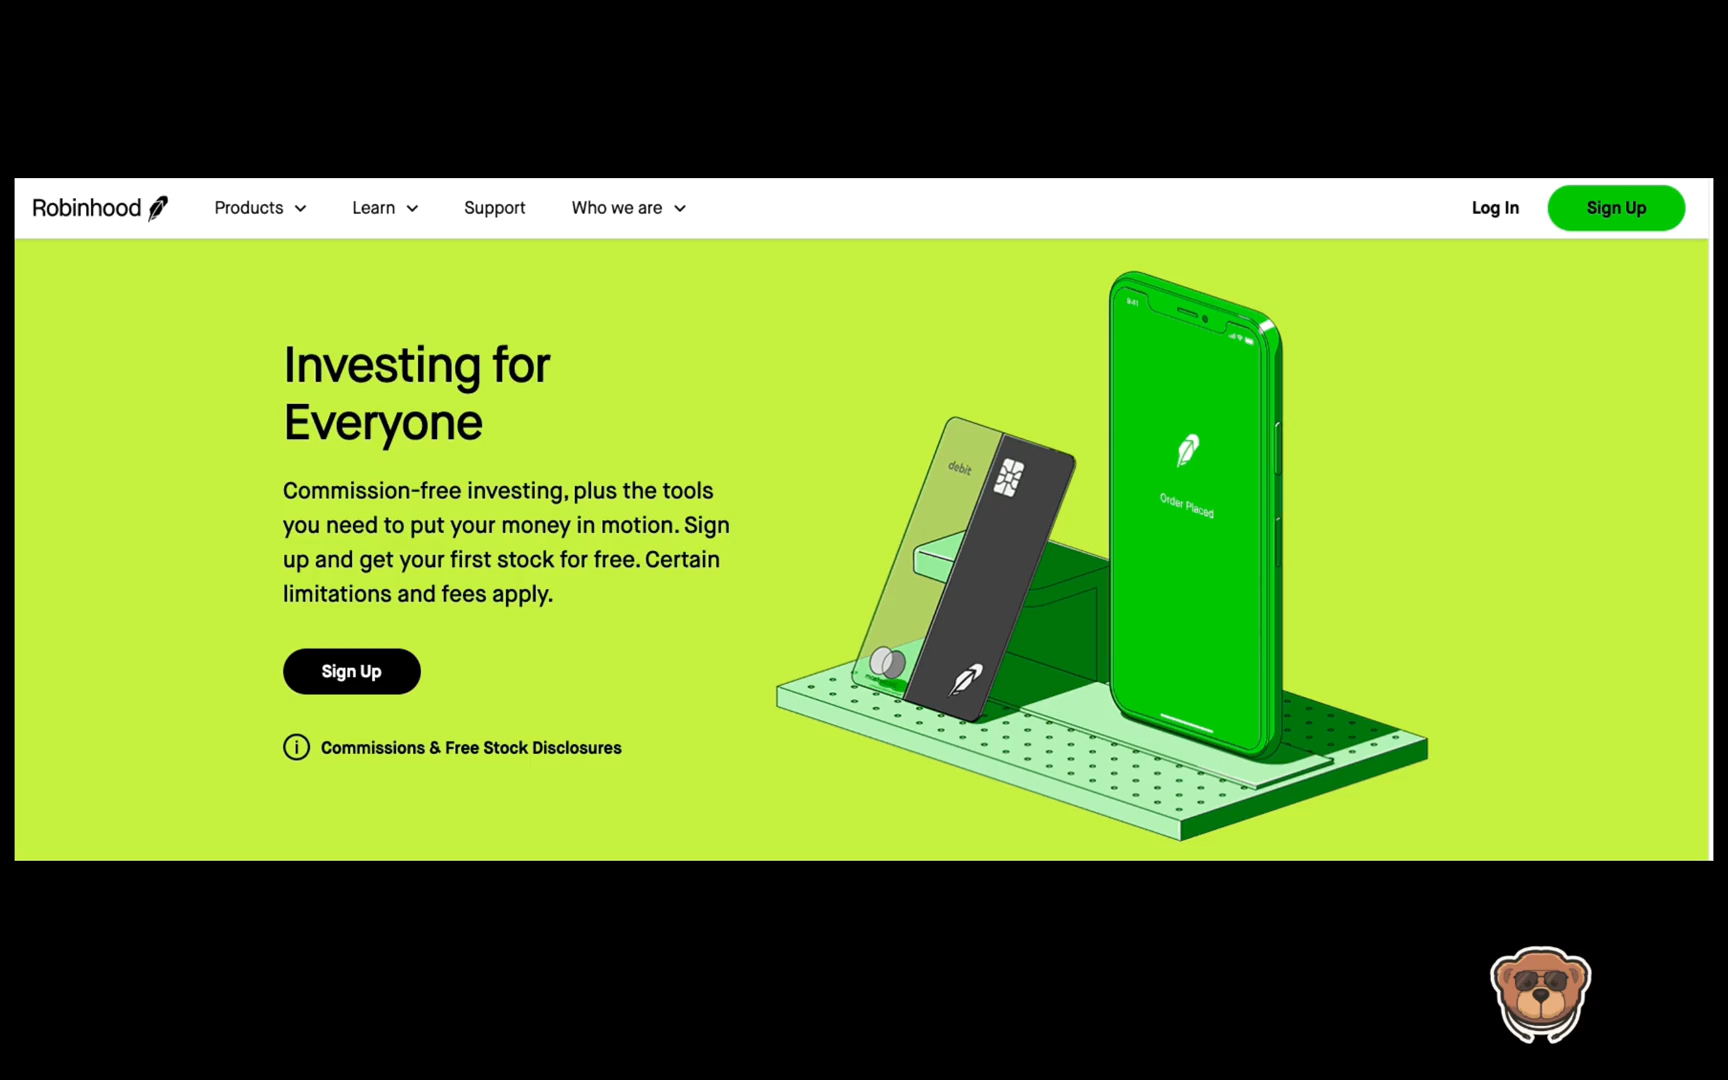 Robinhood
Products
Learn
Support
Who we are
Log In
Sign Up
Investing for
Everyone
Commission-free investing, plus the tools
you need to put your money in motion. Sign
up and get your first stock for free. Certain
limitations and fees apply.
Sign Up
Commissions & Free Stock Disclosures
debit
9:41
Order Placed